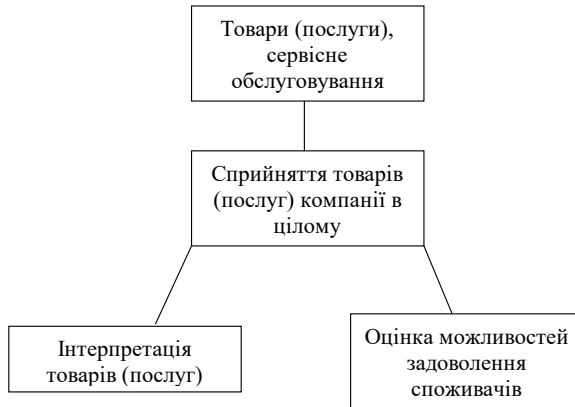 Товари (послуги),
сервісне
обслуговування
Сприйняття товарів
(послуг) компанії в
цілому
Інтерпретація
товарів (послуг)
Оцінка можливостей
задоволення
споживачів